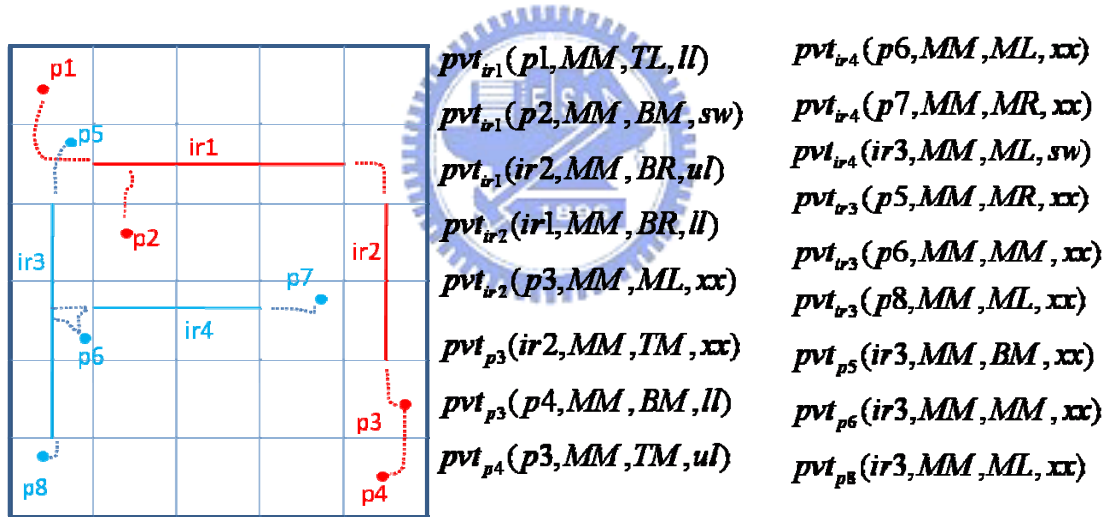 p1
p5
ir1
p2
ir3
ir2
p7
ir4
p6
p3
p8
p4
pvt_ir1(p1,MM,TL,ll)
pvt_ir1(p2,MM,BM,sw)
pvt_ir1(ir2,MM,BR,ul)
pvt_ir2(ir1,MM,BR,ll)
pvt_ir2(p3,MM,ML,xx)
pvt_p3(ir2,MM,TM,xx)
pvt_p3(p4,MM,BM,ll)
pvt_p4(p3,MM,TM,ul)
pvt_ir4(p6,MM,ML,xx)
pvt_ir4(p7,MM,MR,xx)
pvt_ir4(ir3,MM,ML,sw)
pvt_ir3(p5,MM,MR,xx)
pvt_ir3(p6,MM,MM,xx)
pvt_ir3(p8,MM,ML,xx)
pvt_p5(ir3,MM,BM,xx)
pvt_p6(ir3,MM,MM,xx)
pvt_p8(ir3,MM,ML,xx)